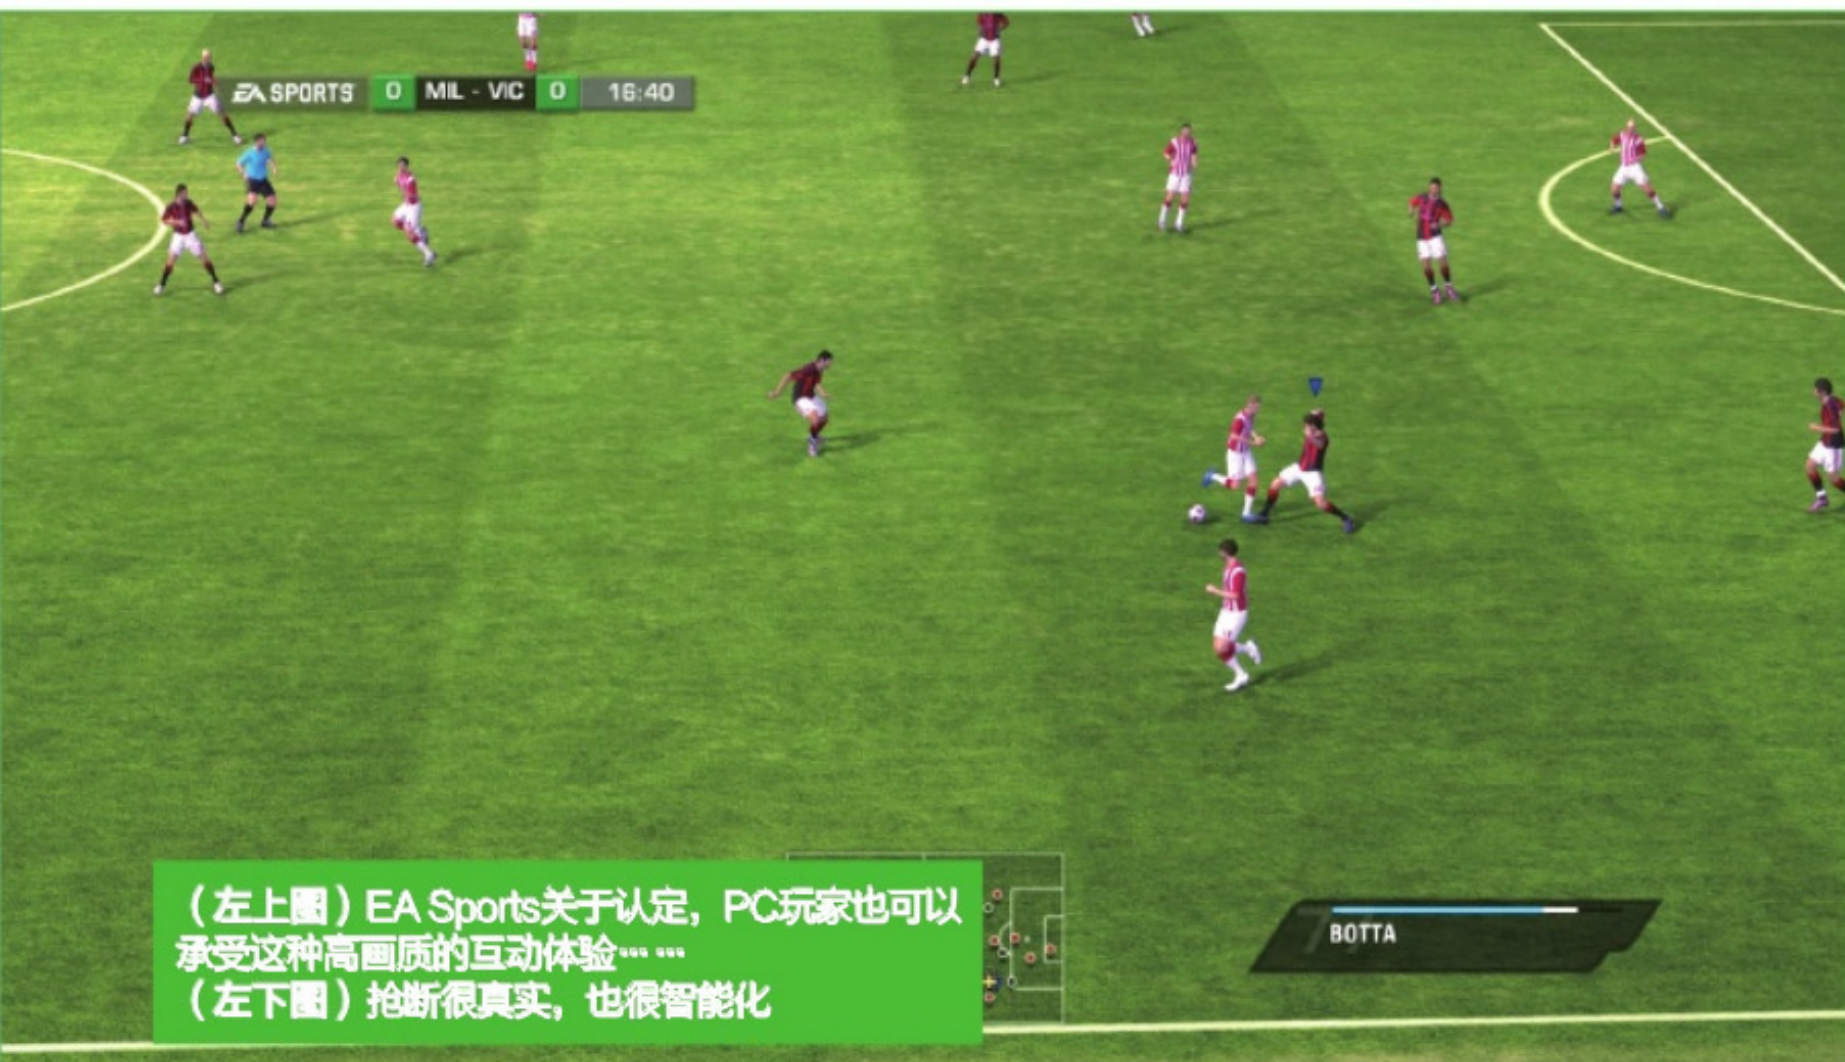 EA SPORTS 0 MIL - VIC 0 16:40
（左上图）EA Sports关于认定，PC玩家也可以
承受这种高画质的互动体验……
（左下图）抢断很真实，也很智能化
BOTTA